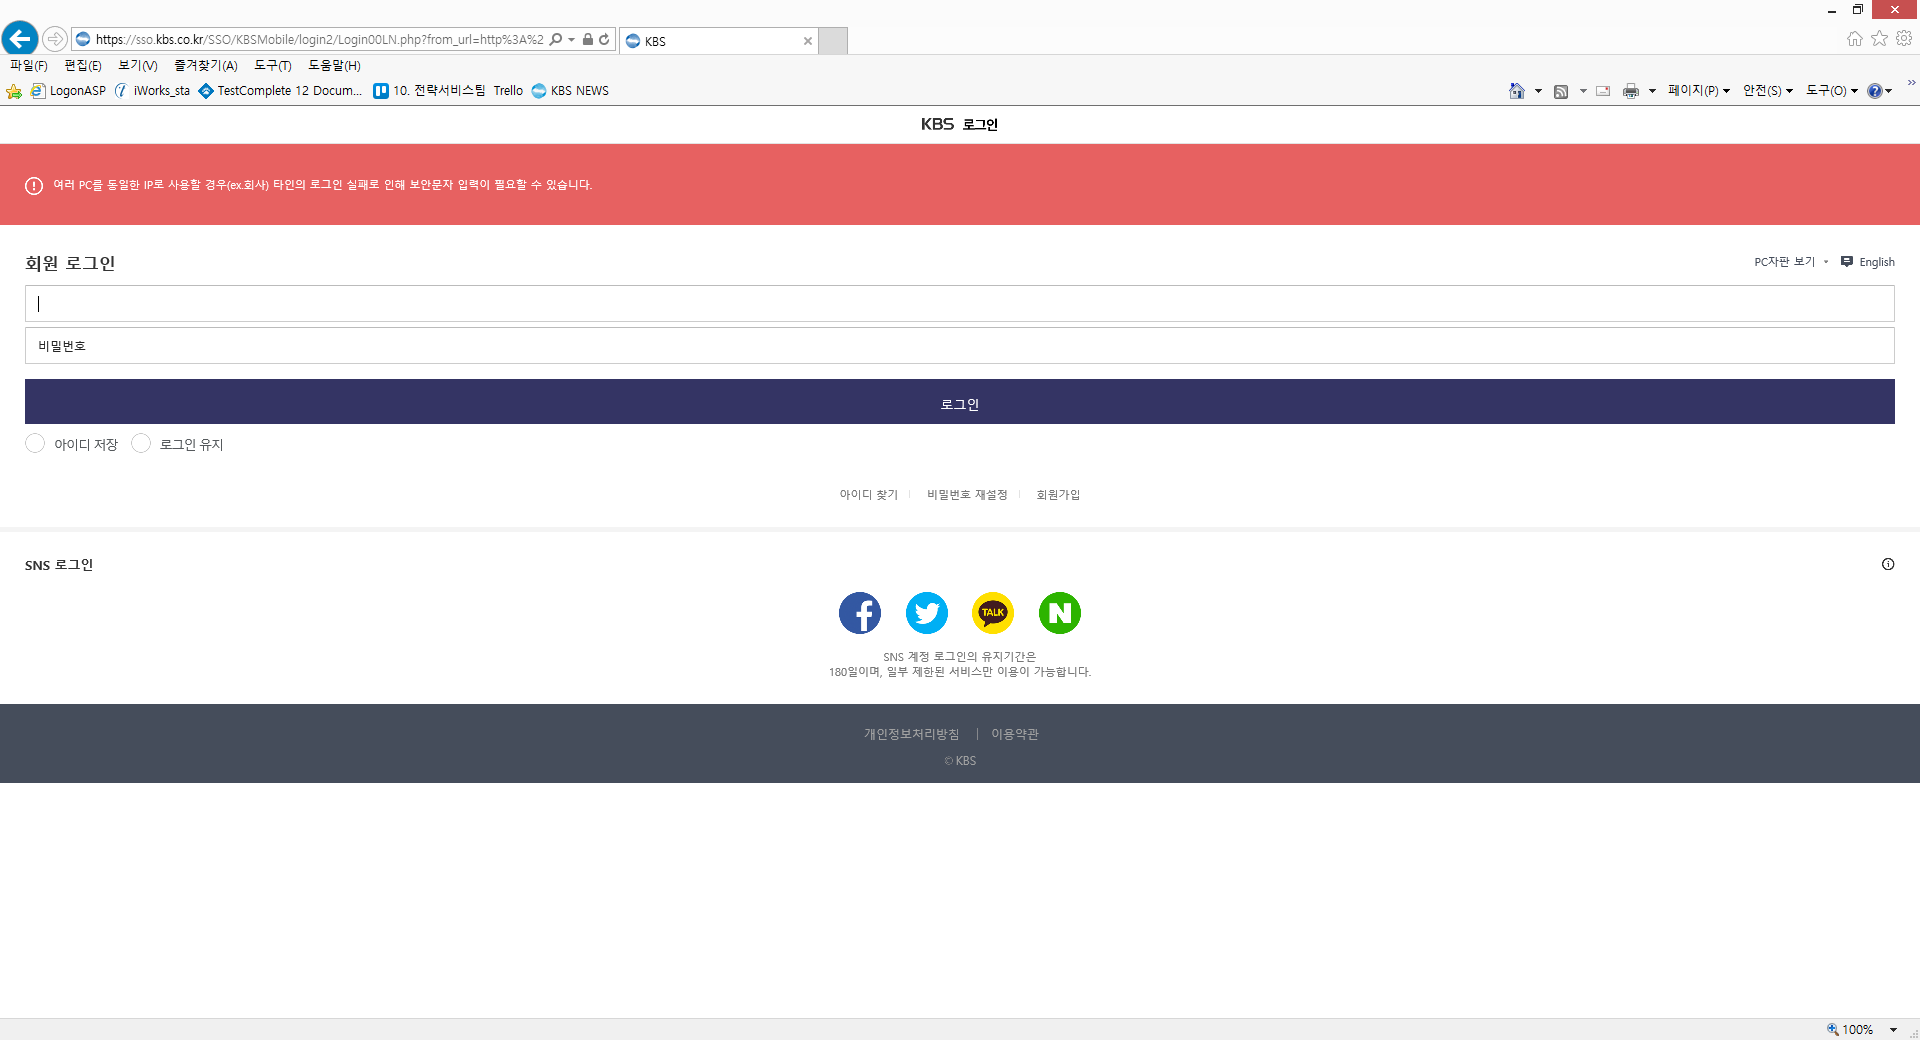 https://sso.kbs.co.kr/SSO/KBSMobile/login2/Login00LN.php?from_url=http%3A%2
KBS
파일(F) 편집(E) 보기(V) 즐겨찾기(A) 도구(T) 도움말(H)
LogonASP iWorks_sta TestComplete 12 Docum... 10. 전략서비스팀 Trello KBS NEWS 페이지(P) 안전(S) 도구(O)
KBS 로그인
여러 PC를 동일한 IP로 사용할 경우(ex.회사) 타인의 로그인 실패로 인해 보안문자 입력이 필요할 수 있습니다.
회원 로그인 PC자판 보기 English
비밀번호
로그인
아이디 저장 로그인 유지
아이디 찾기 비밀번호 재설정 회원가입
SNS 로그인
TALK N
SNS 계정 로그인의 유지기간은
180일이며, 일부 제한된 서비스만 이용이 가능합니다.
개인정보처리방침 이용약관
© KBS
100%